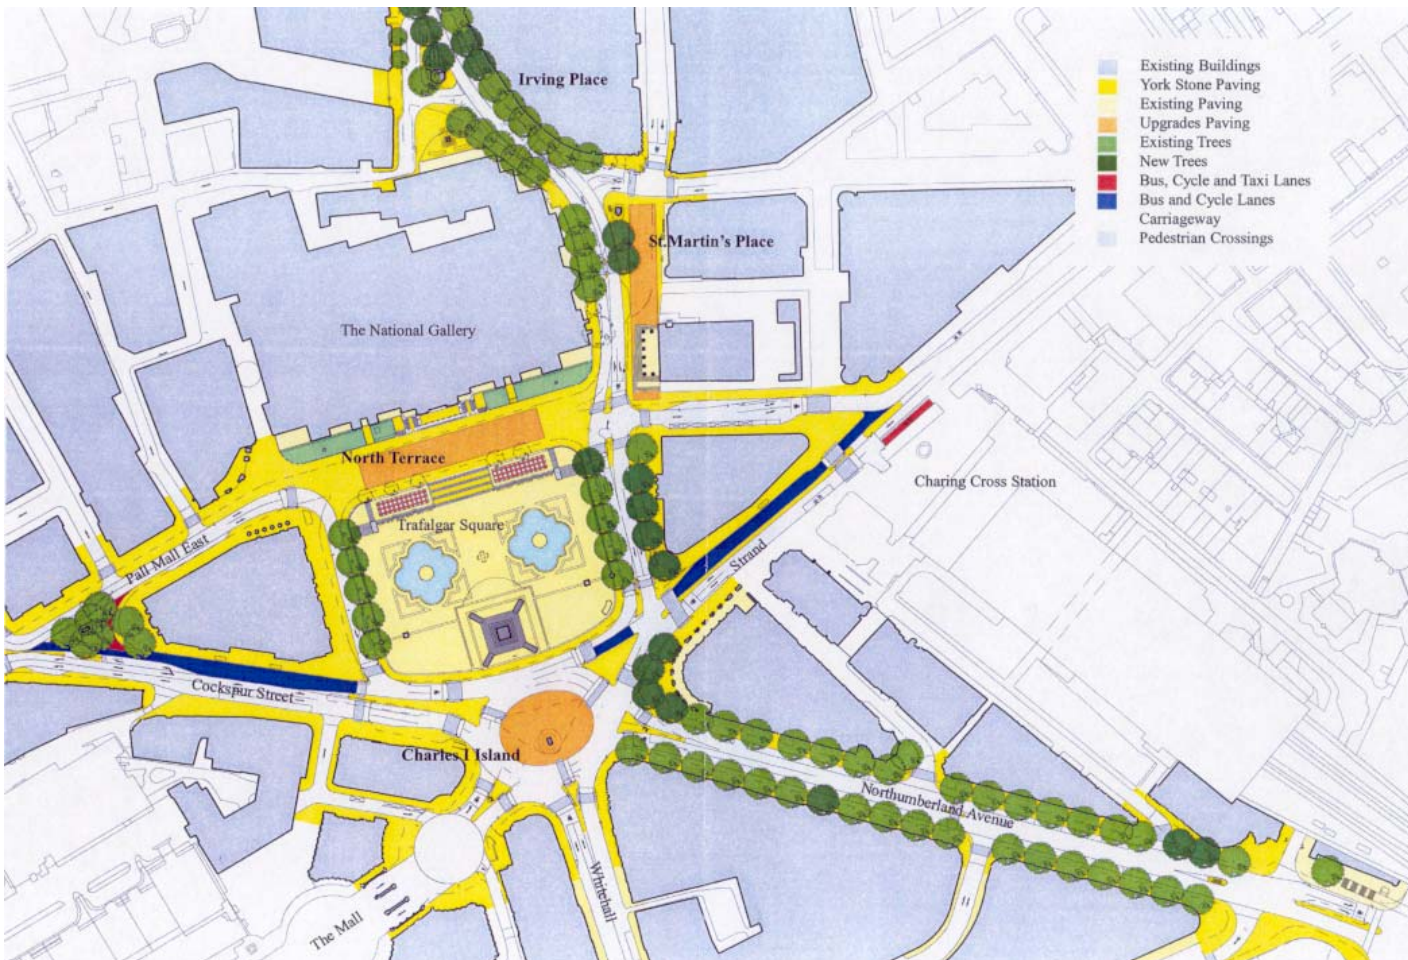 Irving Place
Existing Buildings
York Stone Paving
Existing Paving
Upgrades Paving
Existing Trees
New Trees
Bus, Cycle and Taxi Lanes
Bus and Cycle Lanes
Carriageway
Pedestrian Crossings
St.Martin's Place
The National Gallery
North Terrace
Charing Cross Station
Trafalgar Square
Pall Mall East
Strand
Cockspur Street
Charles I Island
Northumberland Avenue
Whitehall
The Mall